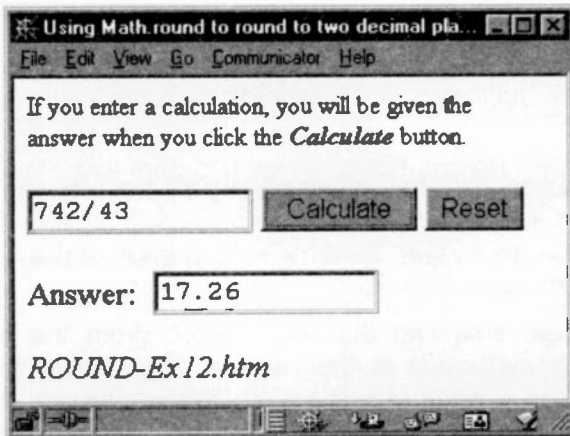 Using Math.round to round to two decimal pla...
File Edit View Go Communicator Help
If you enter a calculation, you will be given the
answer when you click the Calculate button.
742/43 Calculate Reset
Answer: 17.26
ROUND-Ex12.htm